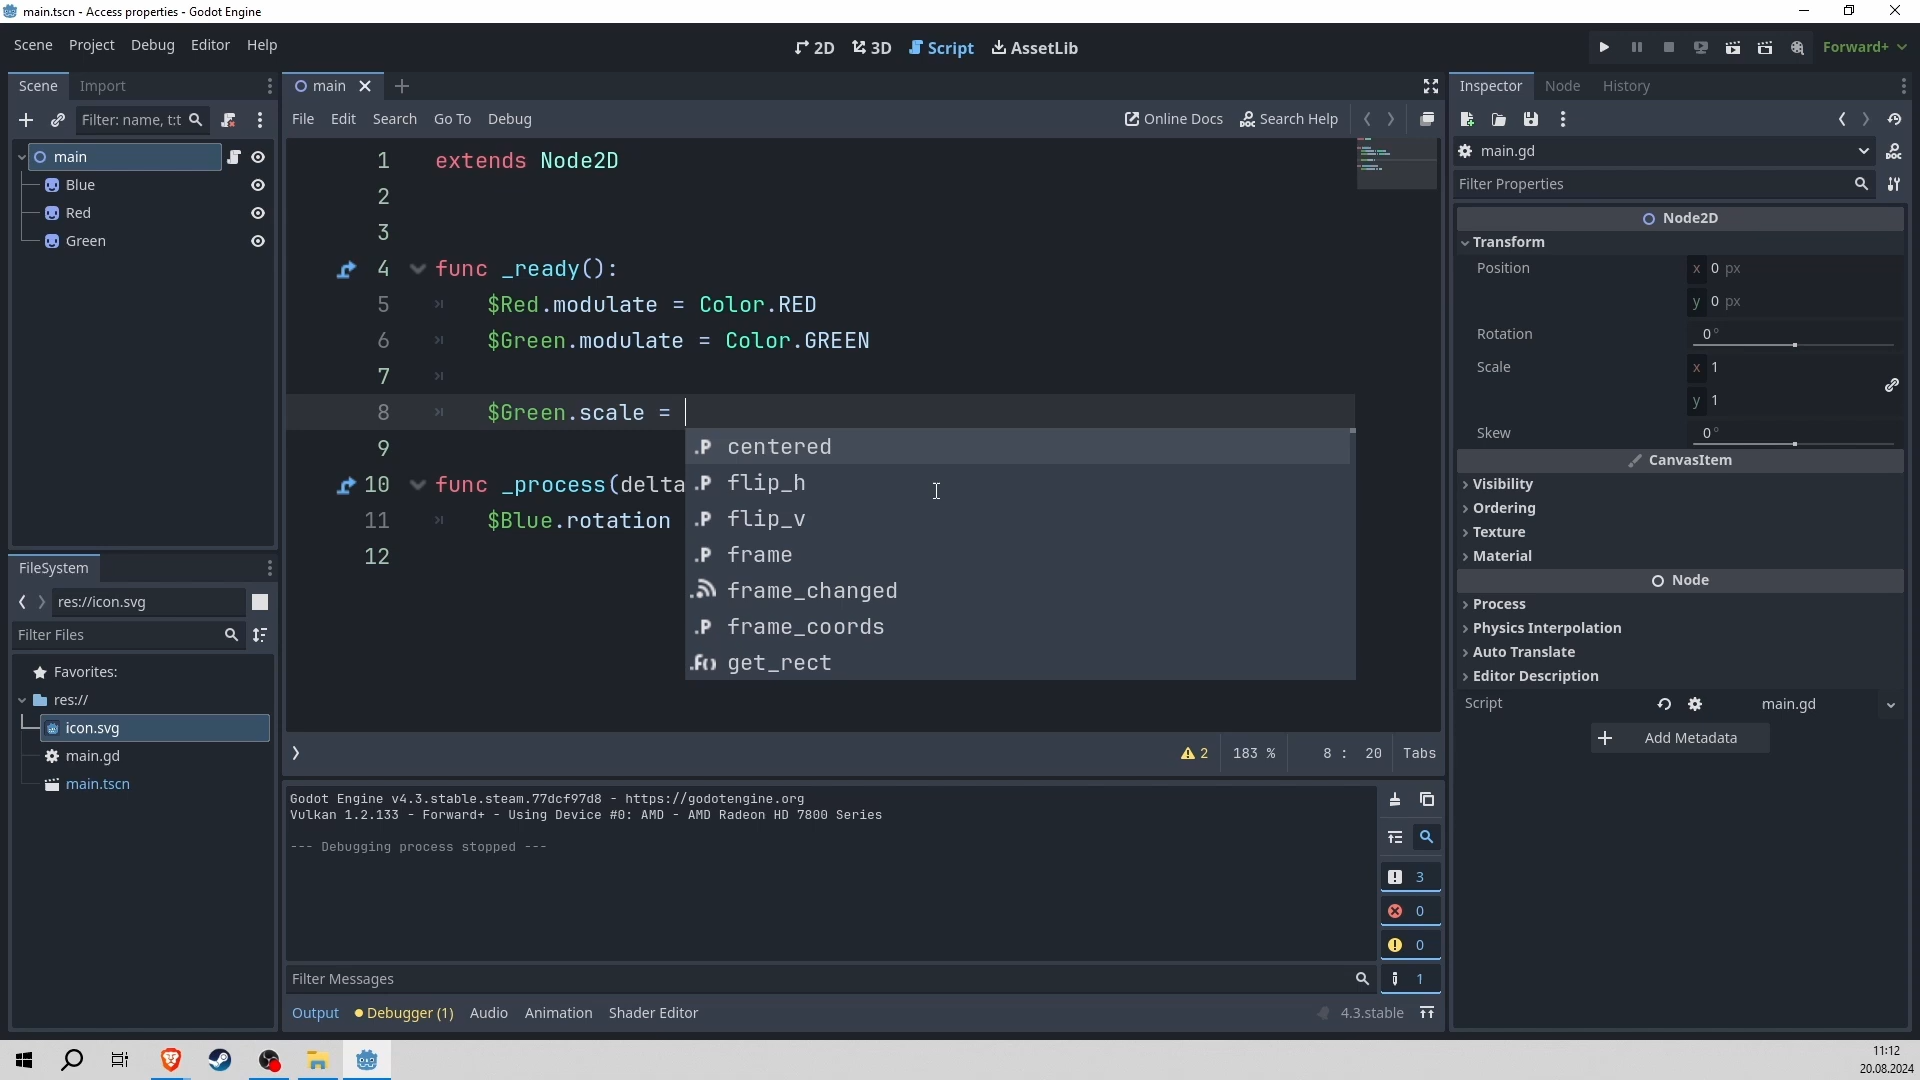 main.tscn - Access properties - Godot Engine
Scene Project Debug Editor Help
2D 3D Script AssetLib
Forward+
Scene Import
Filter: name, t:t
main
Blue
Red
Green
FileSystem
res://icon.svg
Filter Files
Favorites:
res://
icon.svg
main.gd
main.tscn
main
File Edit Search Go To Debug
Online Docs Search Help
1 extends Node2D
2
3
4 func _ready():
5 $Red.modulate = Color.RED
6 $Green.modulate = Color.GREEN
7
8 $Green.scale =
9
10 func _process(delta
11 $Blue.rotation
12
.P centered
.P flip_h
.P flip_v
.P frame
frame_changed
.P frame_coords
.f() get_rect
2 183 % 8 : 20 Tabs
Godot Engine v4.3.stable.steam.77dcf97d8 - https://godotengine.org
Vulkan 1.2.133 - Forward+ - Using Device #0: AMD - AMD Radeon HD 7800 Series
--- Debugging process stopped ---
3
0
0
1
Filter Messages
Output Debugger (1) Audio Animation Shader Editor
4.3.stable
Inspector Node History
main.gd
Filter Properties
Node2D
Transform
Position x 0 px
y 0 px
Rotation 0 °
Scale x 1
y 1
Skew 0 °
CanvasItem
Visibility
Ordering
Texture
Material
Node
Process
Physics Interpolation
Auto Translate
Editor Description
Script main.gd
Add Metadata
11:12
20.08.2024